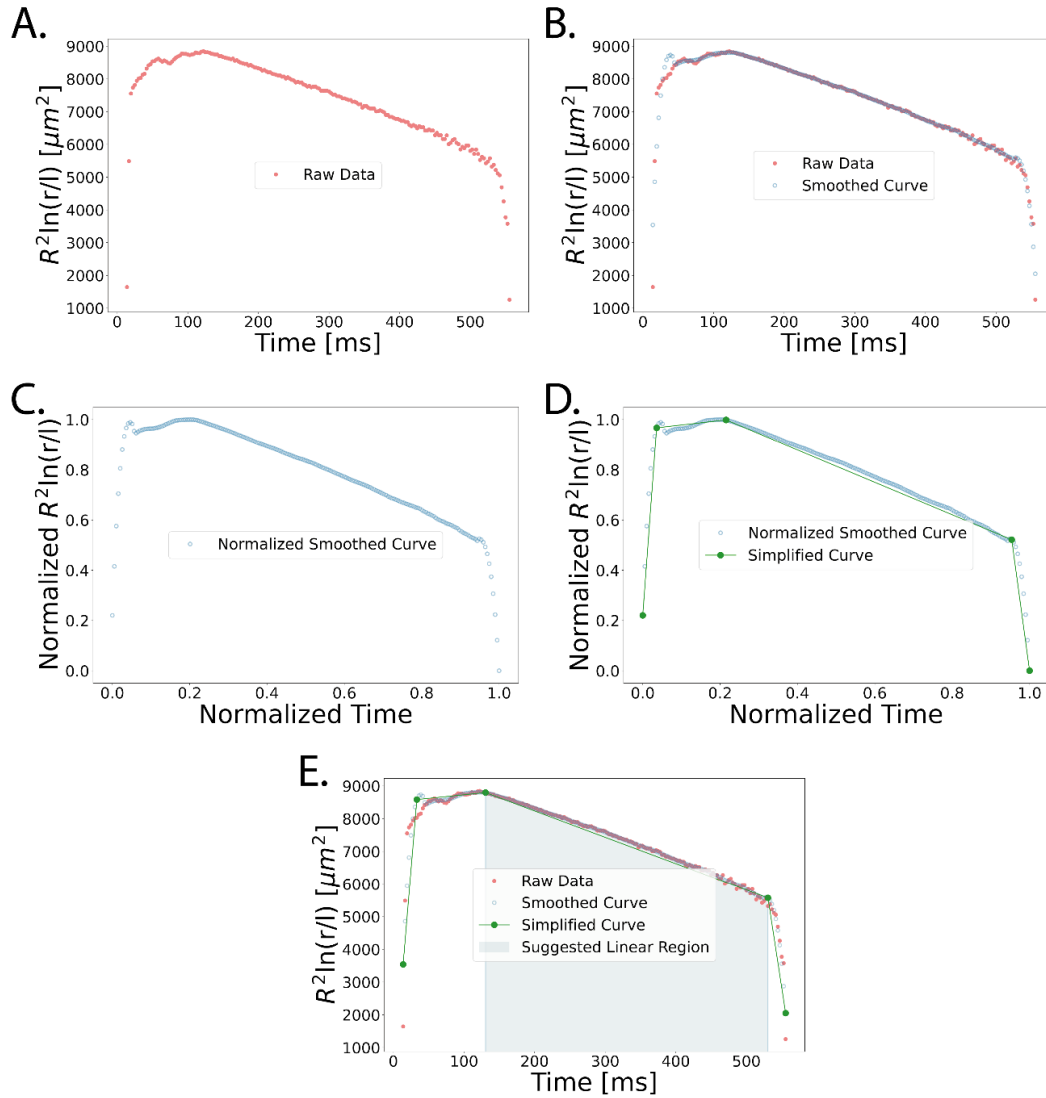 A.
9000
8000
7000
6000
5000
4000
3000
2000
1000
R²ln(r/l) [μm²]
Raw Data
0 100 200 300 400 500
Time [ms]
B.
9000
8000
7000
6000
5000
4000
3000
2000
1000
R²ln(r/l) [μm²]
Raw Data
Smoothed Curve
0 100 200 300 400 500
Time [ms]
C.
1.0
0.8
0.6
0.4
0.2
0.0
Normalized R²ln(r/l)
Normalized Smoothed Curve
0.0 0.2 0.4 0.6 0.8 1.0
Normalized Time
D.
1.0
0.8
0.6
0.4
0.2
0.0
Normalized R²ln(r/l)
Normalized Smoothed Curve
Simplified Curve
0.0 0.2 0.4 0.6 0.8 1.0
Normalized Time
E.
9000
8000
7000
6000
5000
4000
3000
2000
1000
R²ln(r/l) [μm²]
Raw Data
Smoothed Curve
Simplified Curve
Suggested Linear Region
0 100 200 300 400 500
Time [ms]